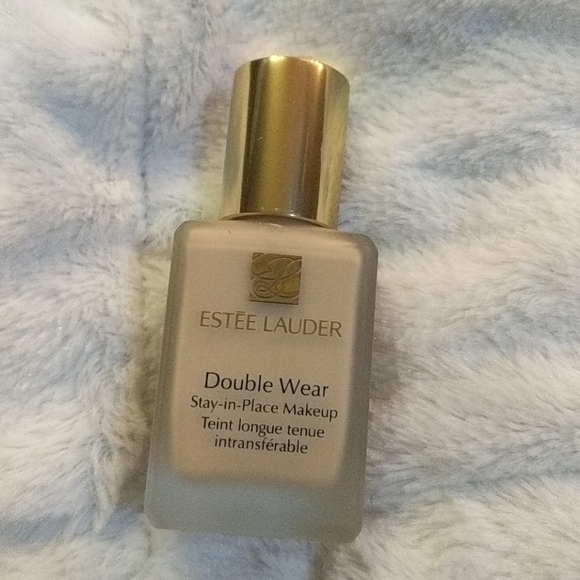 ESTĒE LAUDER
Double Wear
Stay-in-Place Makeup
Teint longue tenue
intransférable